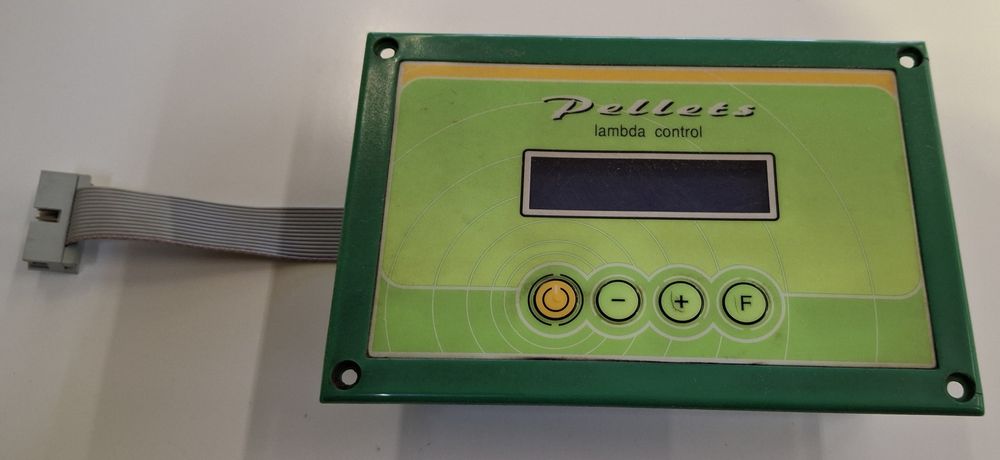 Pellets
lambda control
- + F